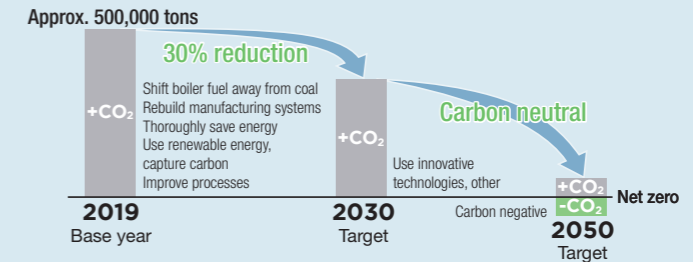 Approx. 500,000 tons
30% reduction
+CO₂
Shift boiler fuel away from coal
Rebuild manufacturing systems
Thoroughly save energy
Use renewable energy,
capture carbon
Improve processes
+CO₂
Carbon neutral
Use innovative
technologies, other
+CO₂
Net zero
Carbon negative
-CO₂
2019
Base year
2030
Target
2050
Target